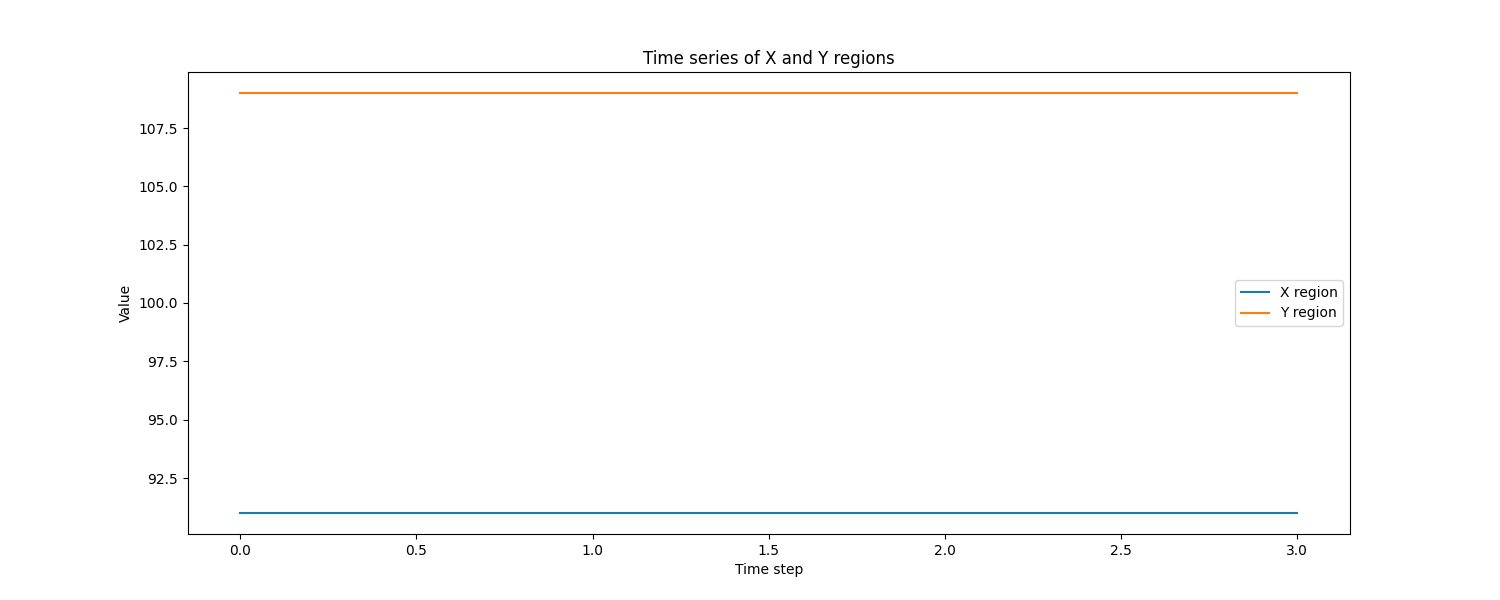 Time series of X and Y regions
107.5
105.0
102.5
100.0
97.5
95.0
92.5
Value
X region
Y region
0.0 0.5 1.0 1.5 2.0 2.5 3.0
Time step